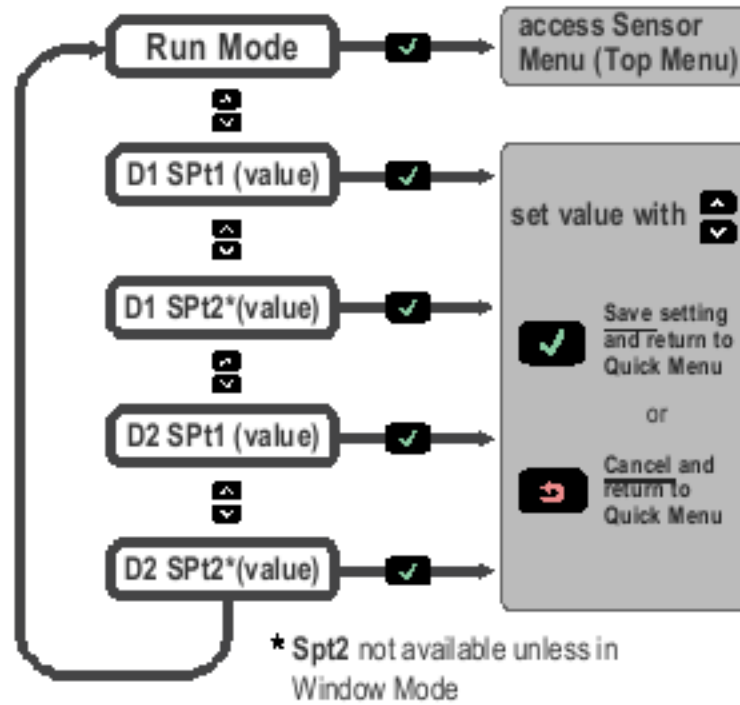 Run Mode
access Sensor
Menu (Top Menu)
D1 SPt1 (value)
set value with
D1 SPt2*(value)
Save setting
and return to
Quick Menu
or
D2 SPt1 (value)
Cancel and
return to
Quick Menu
D2 SPt2*(value)
* Spt2 not available unless in
Window Mode